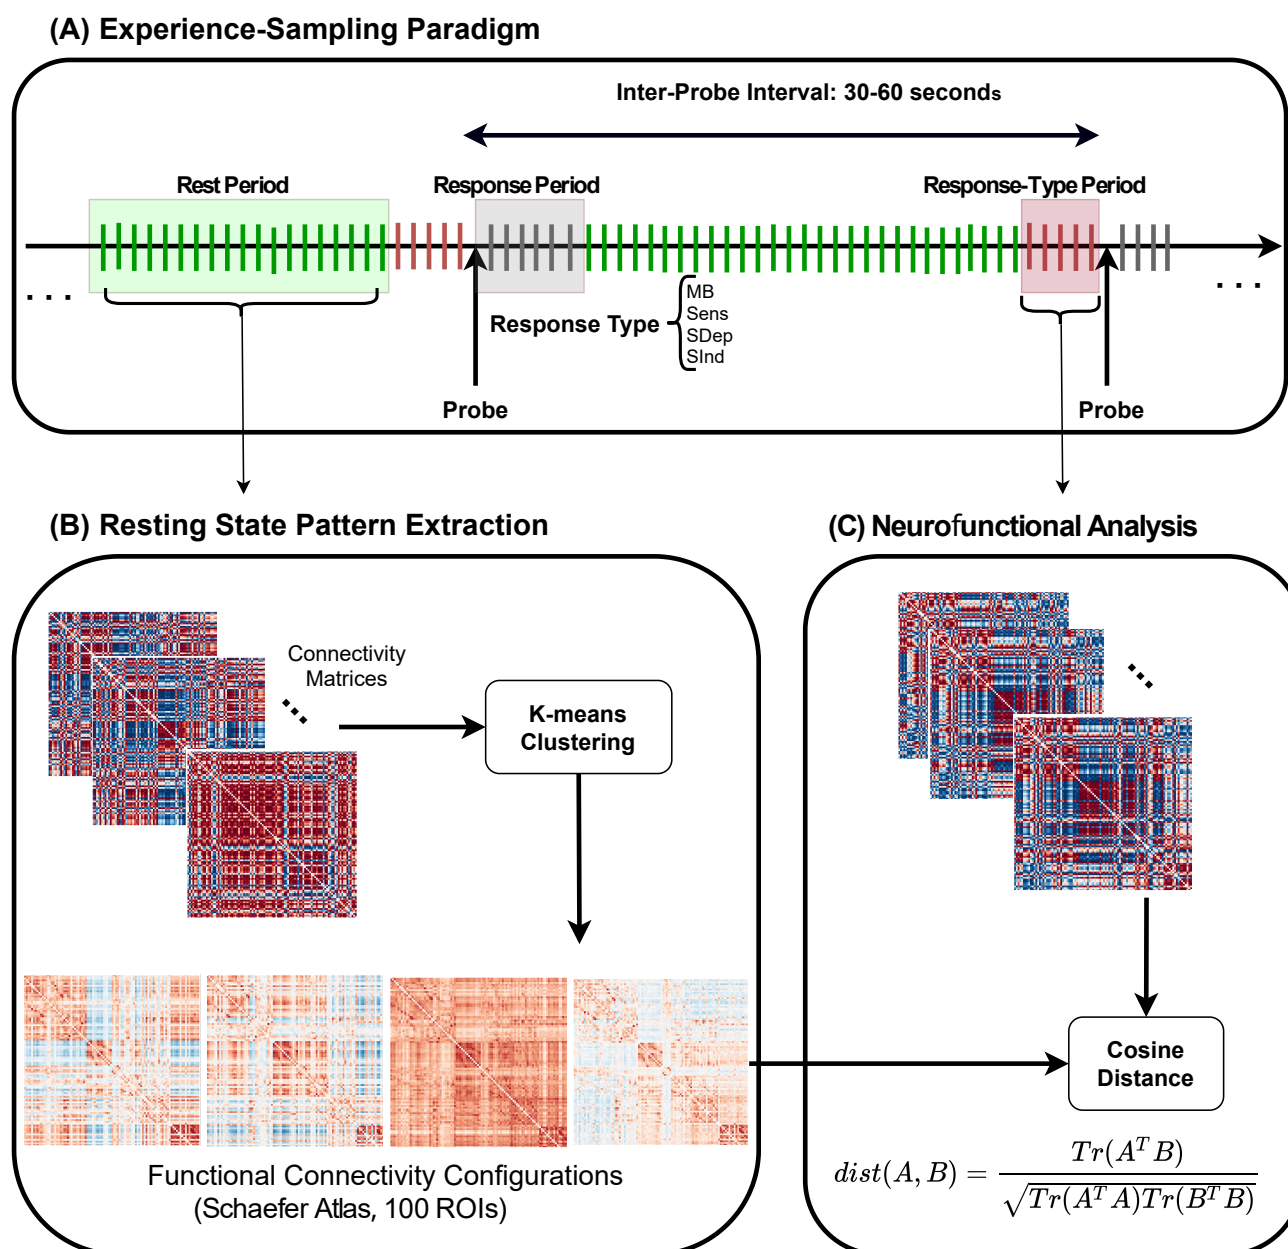 (A) Experience-Sampling Paradigm
Inter-Probe Interval: 30-60 seconds
Rest Period
Response Period
Response-Type Period
. . .
. . .
Response Type
MB
Sens
SDep
SInd
Probe
Probe
(B) Resting State Pattern Extraction
(C) Neurofunctional Analysis
Connectivity
Matrices
K-means
Clustering
Cosine
Distance
Functional Connectivity Configurations
(Schaefer Atlas, 100 ROIs)
dist(A, B) = Tr(A^T B) / √(Tr(A^T A)Tr(B^T B))